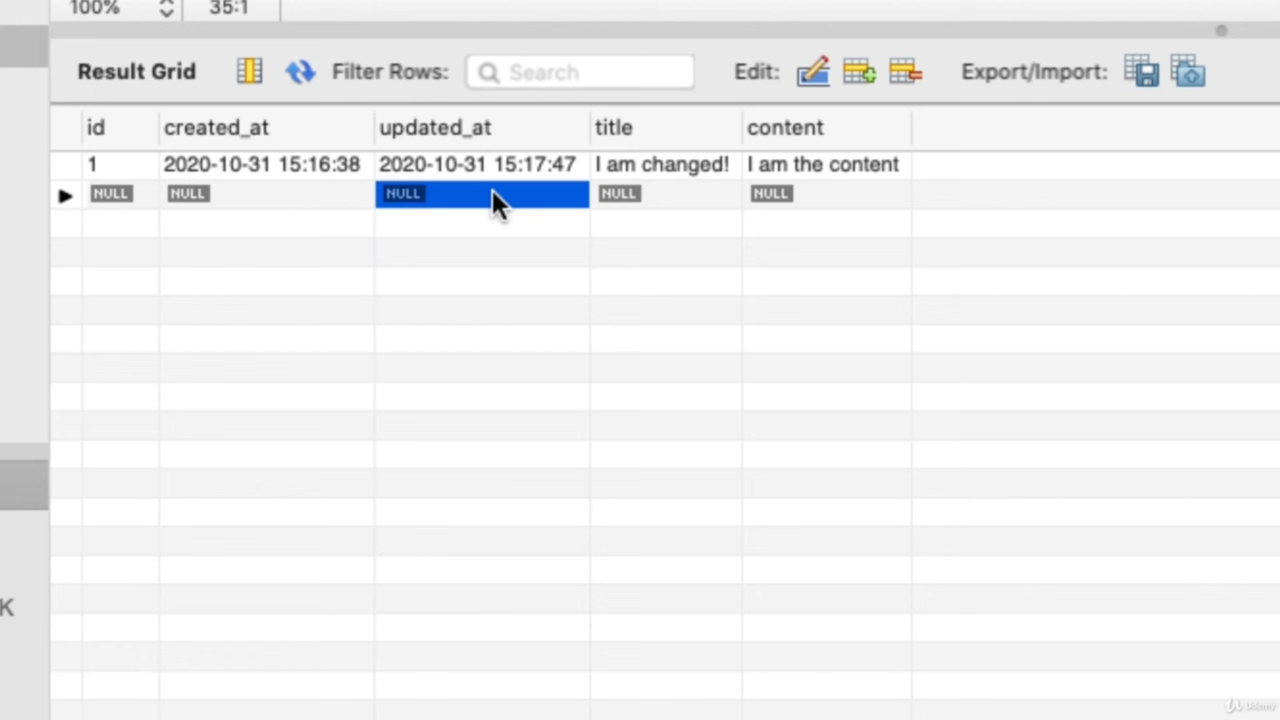 100% 35:1
Result Grid Filter Rows: Search Edit: Export/Import:
id created_at updated_at title content
1 2020-10-31 15:16:38 2020-10-31 15:17:47 I am changed! I am the content
NULL NULL NULL NULL NULL
K
Udemy